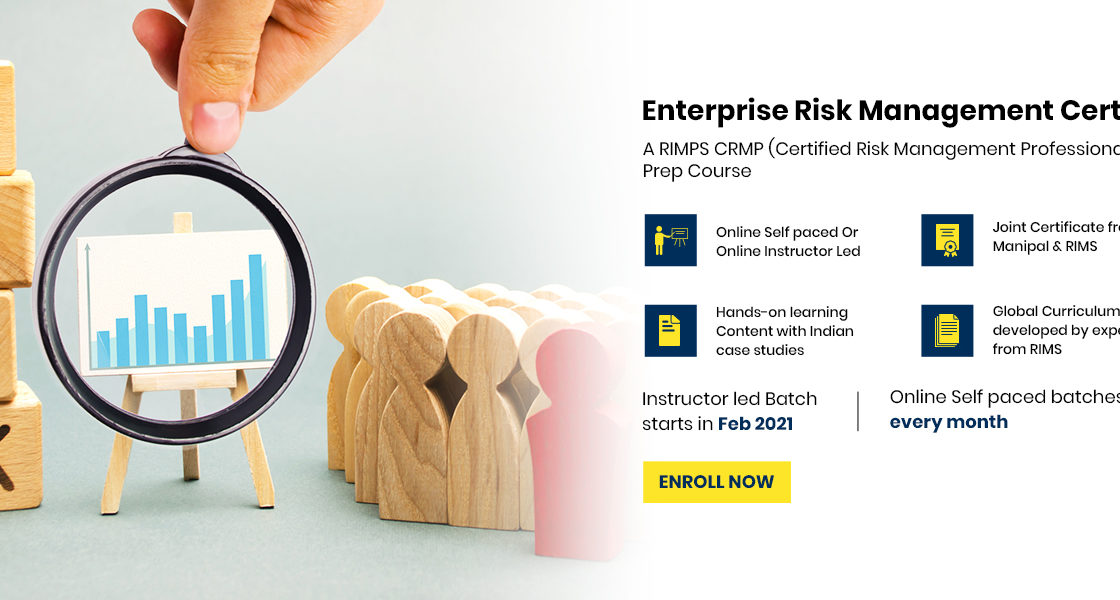 Enterprise Risk Management Cert
A RIMPS CRMP (Certified Risk Management Professiona
Prep Course
Online Self paced Or
Online Instructor Led
Joint Certificate fr
Manipal & RIMS
Hands-on learning
Content with Indian
case studies
Global Curriculum
developed by exp
from RIMS
Instructor led Batch
starts in Feb 2021
Online Self paced batches
every month
ENROLL NOW
K